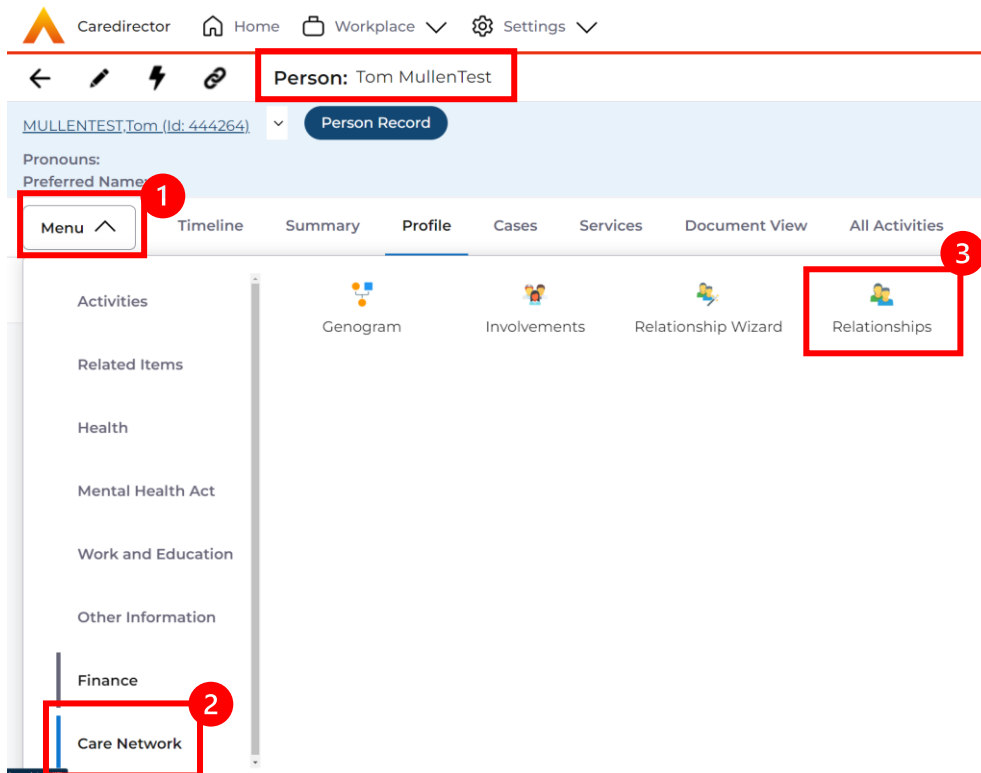 Caredirector Home Workplace Settings
Person: Tom MullenTest
MULLENTEST,Tom (Id: 444264) Person Record
Pronouns:
Preferred Name
1
Menu Timeline Summary Profile Cases Services Document View All Activities
3
Activities
Genogram Involvements Relationship Wizard Relationships
Related Items
Health
Mental Health Act
Work and Education
Other Information
Finance
2
Care Network